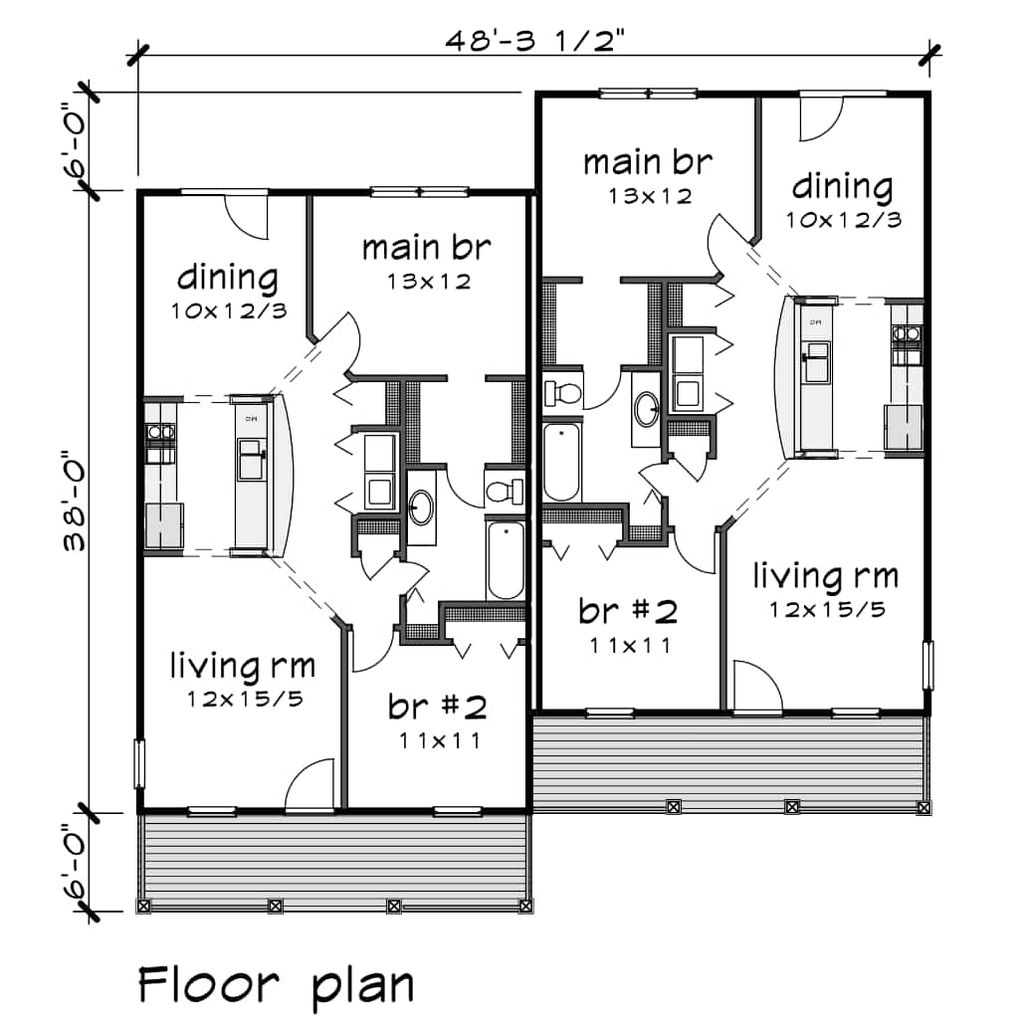 48'-3 1/2"
6'-0"
main br
13x12
dining
10x12/3
main br
13x12
dining
10x12/3
DW
DW
38'-0"
living rm
12x15/5
br #2
11x11
living rm
12x15/5
br #2
11x11
6'-0"
Floor plan